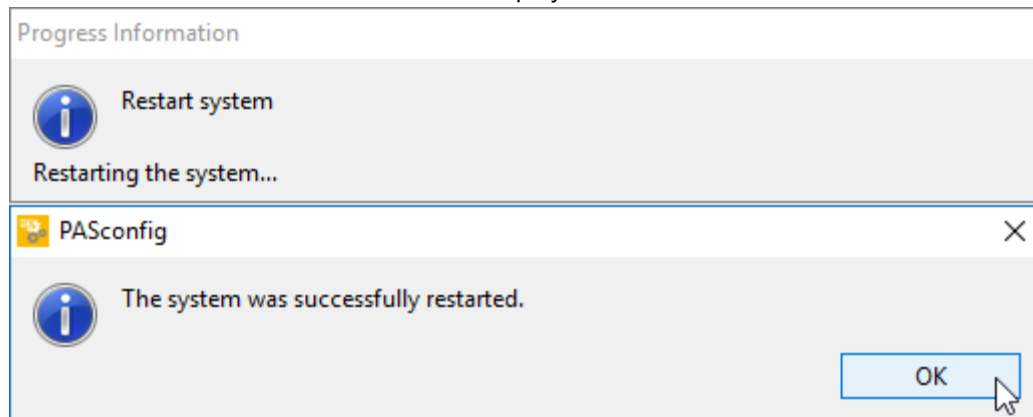 Progress Information
Restart system
Restarting the system...
PASconfig
The system was successfully restarted.
OK